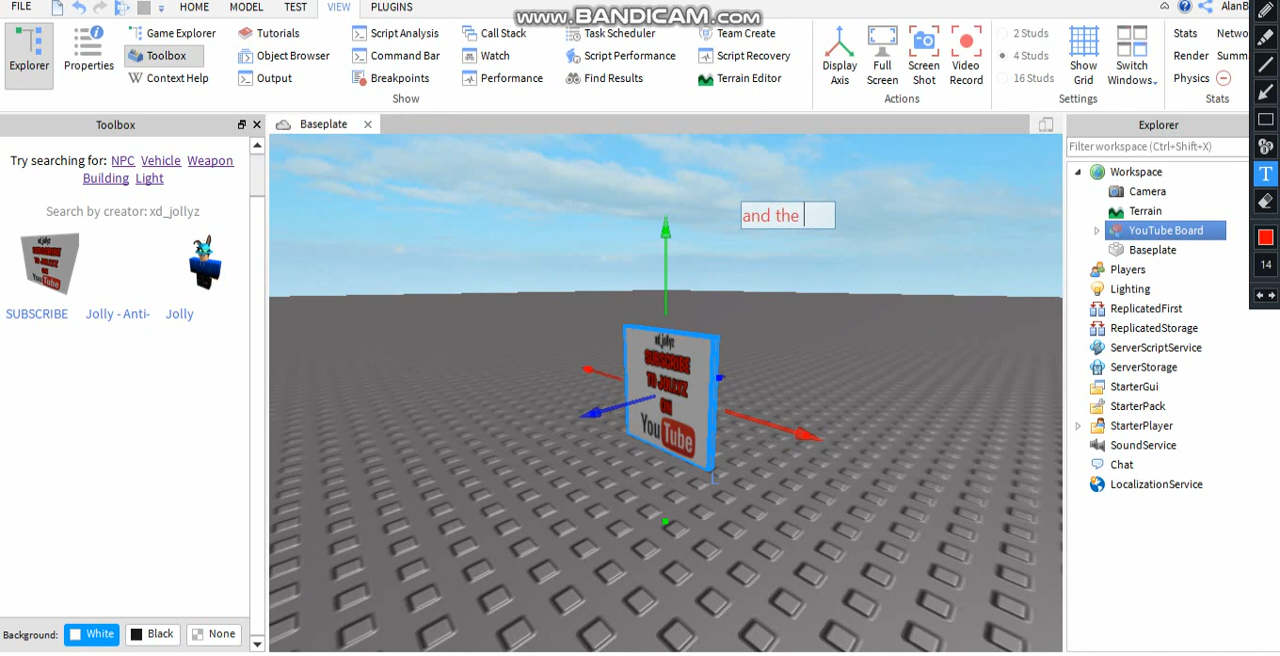 www.BANDICAM.com
FILE HOME MODEL TEST VIEW PLUGINS AlanB
Explorer Properties Game Explorer Tutorials Script Analysis Call Stack Task Scheduler Team Create
Toolbox Object Browser Command Bar Watch Script Performance Script Recovery
Context Help Output Breakpoints Performance Find Results Terrain Editor
Show
Display Axis Full Screen Screen Shot Video Record
Actions
2 Studs
4 Studs
16 Studs
Show Grid Switch Windows
Settings
Stats Netwo
Render Summ
Physics
Stats
Toolbox
Try searching for: NPC Vehicle Weapon
Building Light
Search by creator: xd_jollyz
SUBSCRIBE Jolly - Anti- Jolly
Background: White Black None
Baseplate
and the
xd_jollyz
SUBSCRIBE
TO JOLLYZ
ON
YouTube
L
Explorer
Filter workspace (Ctrl+Shift+X)
Workspace
Camera
Terrain
YouTube Board
Baseplate
Players
Lighting
ReplicatedFirst
ReplicatedStorage
ServerScriptService
ServerStorage
StarterGui
StarterPack
StarterPlayer
SoundService
Chat
LocalizationService
T
14